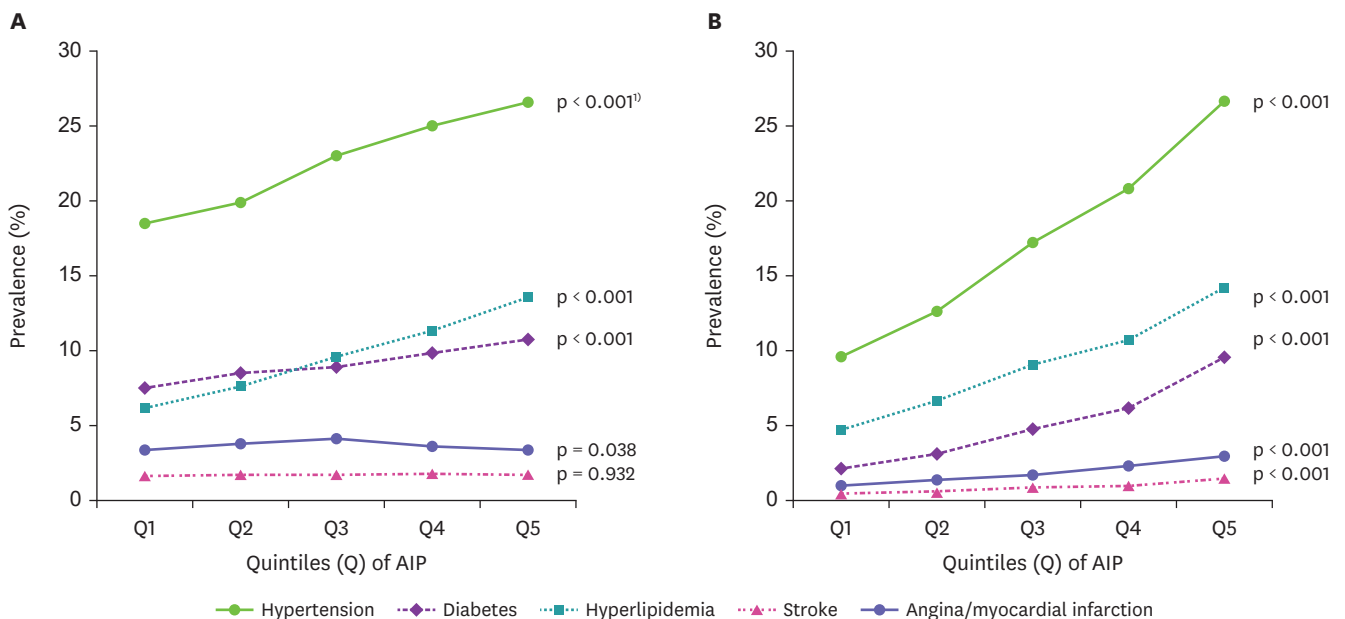 A
30
25
20
15
10
5
0
Prevalence (%)
p < 0.001¹⁾
p < 0.001
p < 0.001
p = 0.038
p = 0.932
Q1 Q2 Q3 Q4 Q5
Quintiles (Q) of AIP
B
30
25
20
15
10
5
0
Prevalence (%)
p < 0.001
p < 0.001
p < 0.001
p < 0.001
p < 0.001
Q1 Q2 Q3 Q4 Q5
Quintiles (Q) of AIP
Hypertension Diabetes Hyperlipidemia Stroke Angina/myocardial infarction